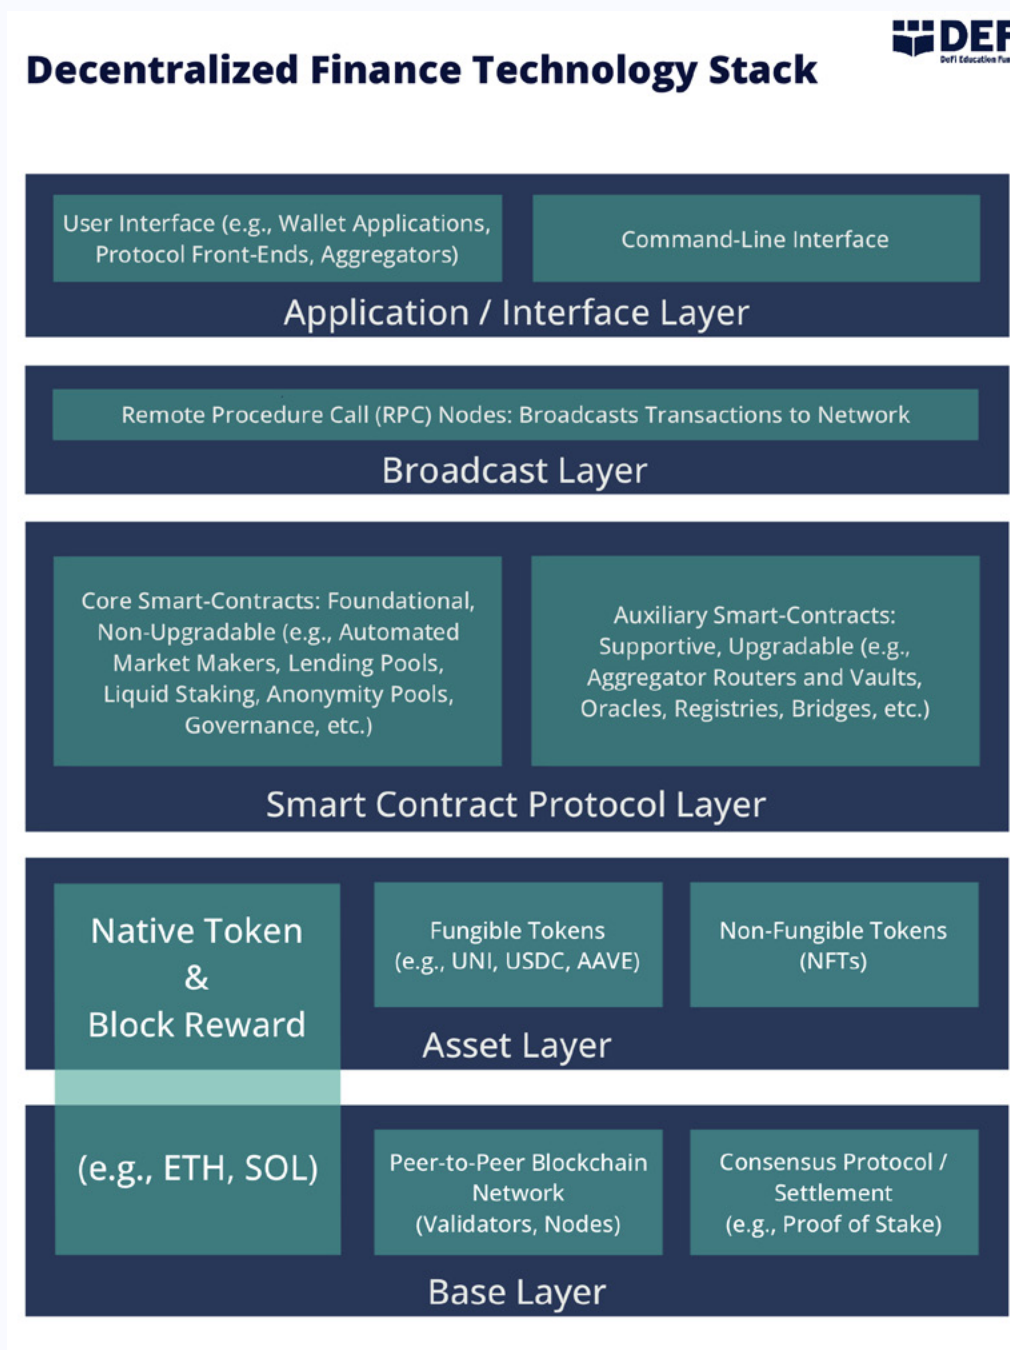 DEF
DeFi Education Fun
Decentralized Finance Technology Stack
User Interface (e.g., Wallet Applications,
Protocol Front-Ends, Aggregators)
Command-Line Interface
Application / Interface Layer
Remote Procedure Call (RPC) Nodes: Broadcasts Transactions to Network
Broadcast Layer
Core Smart-Contracts: Foundational,
Non-Upgradable (e.g., Automated
Market Makers, Lending Pools,
Liquid Staking, Anonymity Pools,
Governance, etc.)
Auxiliary Smart-Contracts:
Supportive, Upgradable (e.g.,
Aggregator Routers and Vaults,
Oracles, Registries, Bridges, etc.)
Smart Contract Protocol Layer
Native Token
&
Block Reward
(e.g., ETH, SOL)
Fungible Tokens
(e.g., UNI, USDC, AAVE)
Non-Fungible Tokens
(NFTs)
Asset Layer
Peer-to-Peer Blockchain
Network
(Validators, Nodes)
Consensus Protocol /
Settlement
(e.g., Proof of Stake)
Base Layer